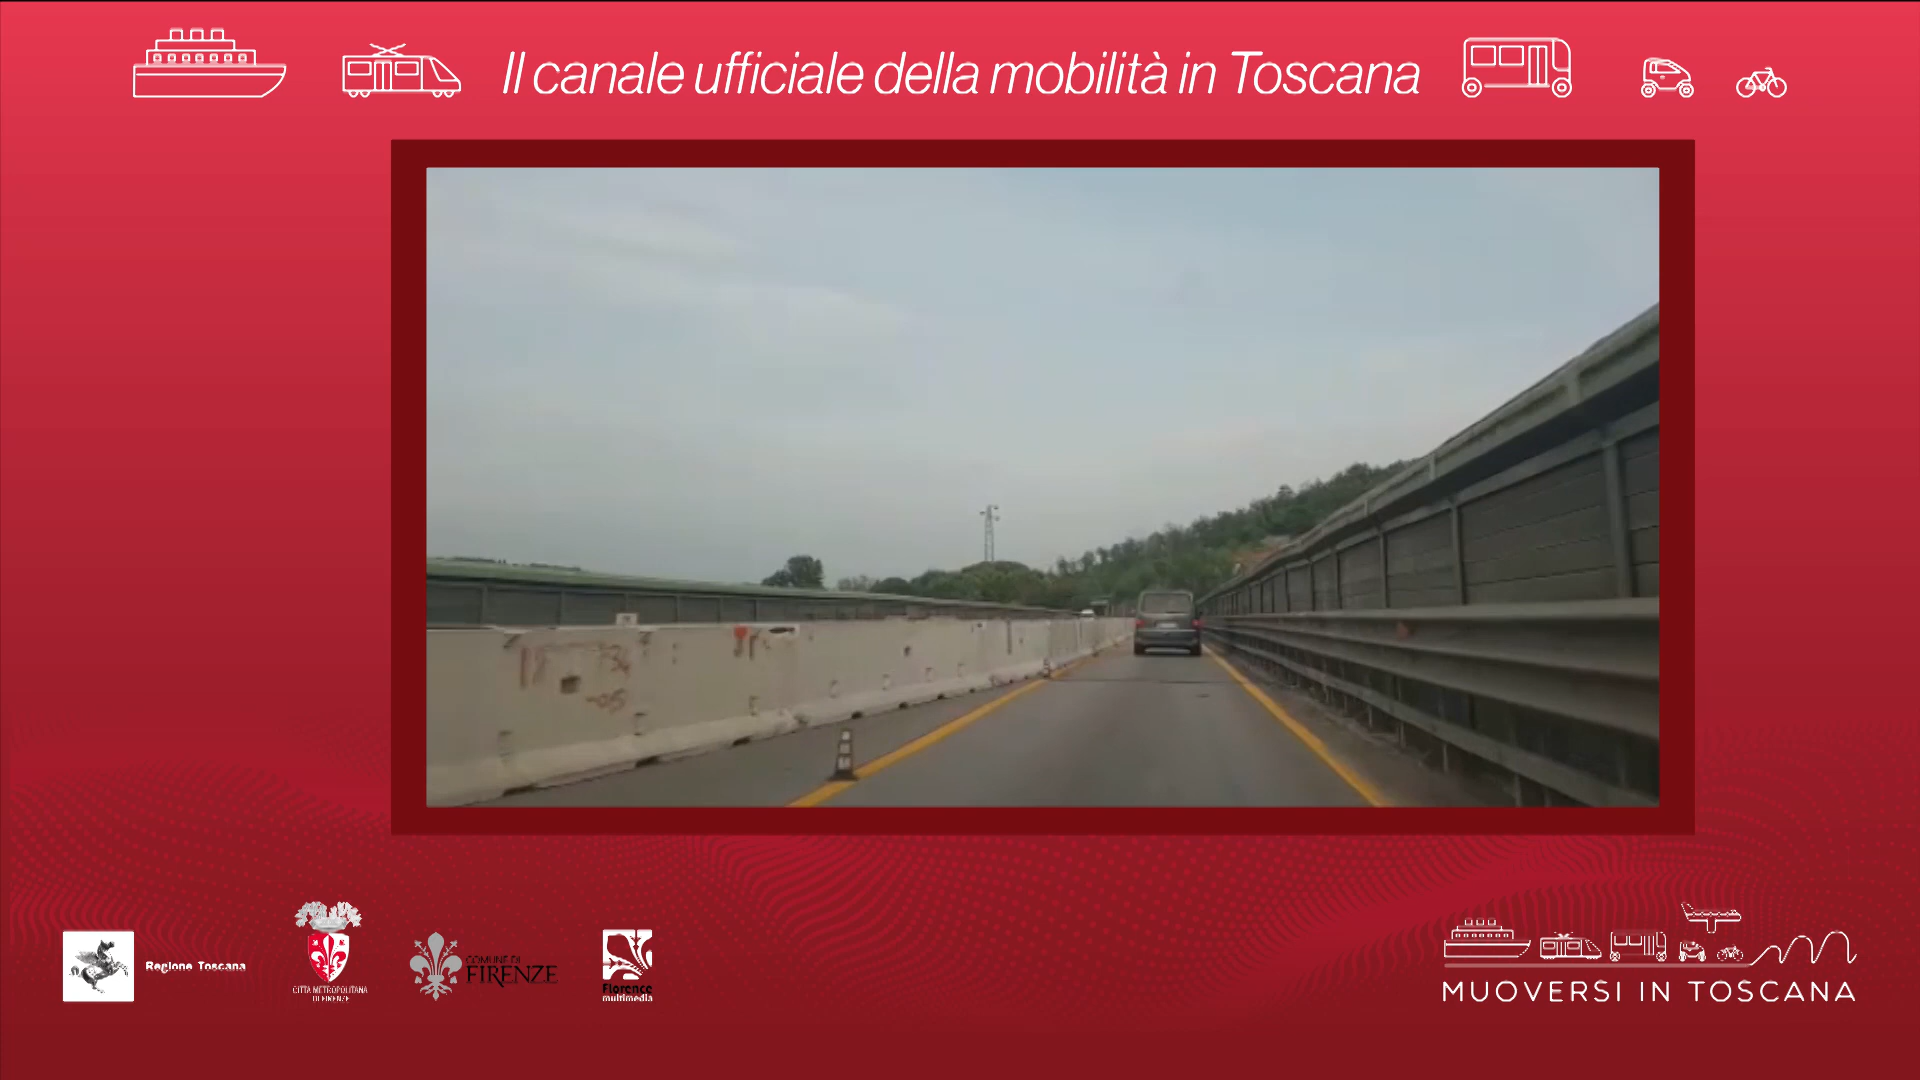 Il canale ufficiale della mobilità in Toscana
Regione Toscana
CITTÀ METROPOLITANA
DI FIRENZE
COMUNE DI
FIRENZE
Florence
multimedia
MUOVERSI IN TOSCANA